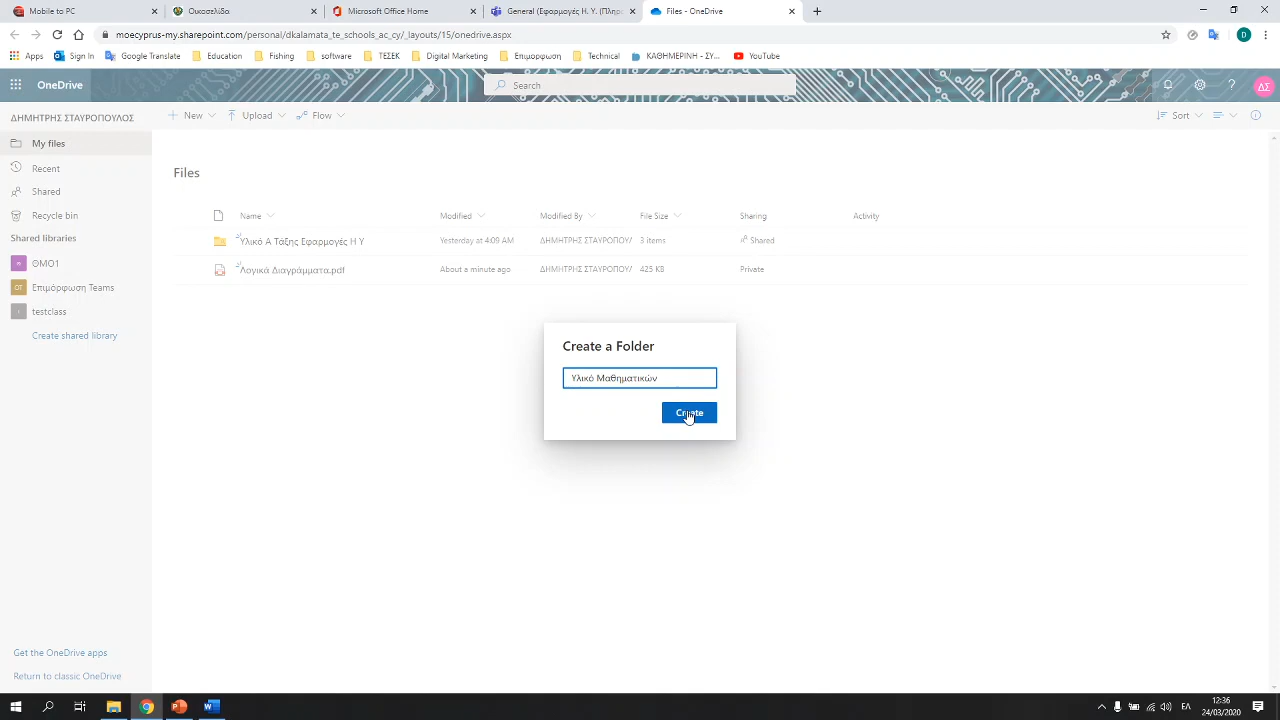 Mobile to PC
Οικοσελίδα
Microsoft Office Home
General (Εφαρμογές Η. Υ. (Πληρ
Files - OneDrive
moecyprus-my.sharepoint.com/personal/dkalamata_te_schools_ac_cy/_layouts/15/onedrive.aspx
D
Apps
Sign In
Google Translate
Education
Fishing
software
ΤΕΣΕΚ
Digital Marketing
Επιμόρφωση
Technical
ΚΑΘΗΜΕΡΙΝΗ - ΣΥ...
YouTube
OneDrive
Search
?
ΔΣ
ΔΗΜΗΤΡΗΣ ΣΤΑΥΡΟΠΟΥΛΟΣ
New
Upload
Flow
Sort
My files
Recent
Shared
Recycle bin
Shared libraries
ΘΜΟ1
Επιμόρφωση Teams
testclass
Create shared library
Files
Name
Modified
Modified By
File Size
Sharing
Activity
Υλικό Α Τάξης Εφαρμογές Η Υ
Yesterday at 4:09 AM
ΔΗΜΗΤΡΗΣ ΣΤΑΥΡΟΠΟΥ
3 items
Shared
Λογικά Διαγράμματα.pdf
About a minute ago
ΔΗΜΗΤΡΗΣ ΣΤΑΥΡΟΠΟΥ
425 KB
Private
Create a Folder
Υλικό Μαθηματικών
Create
Get the OneDrive apps
Return to classic OneDrive
ΕΛ
12:36
24/03/2020